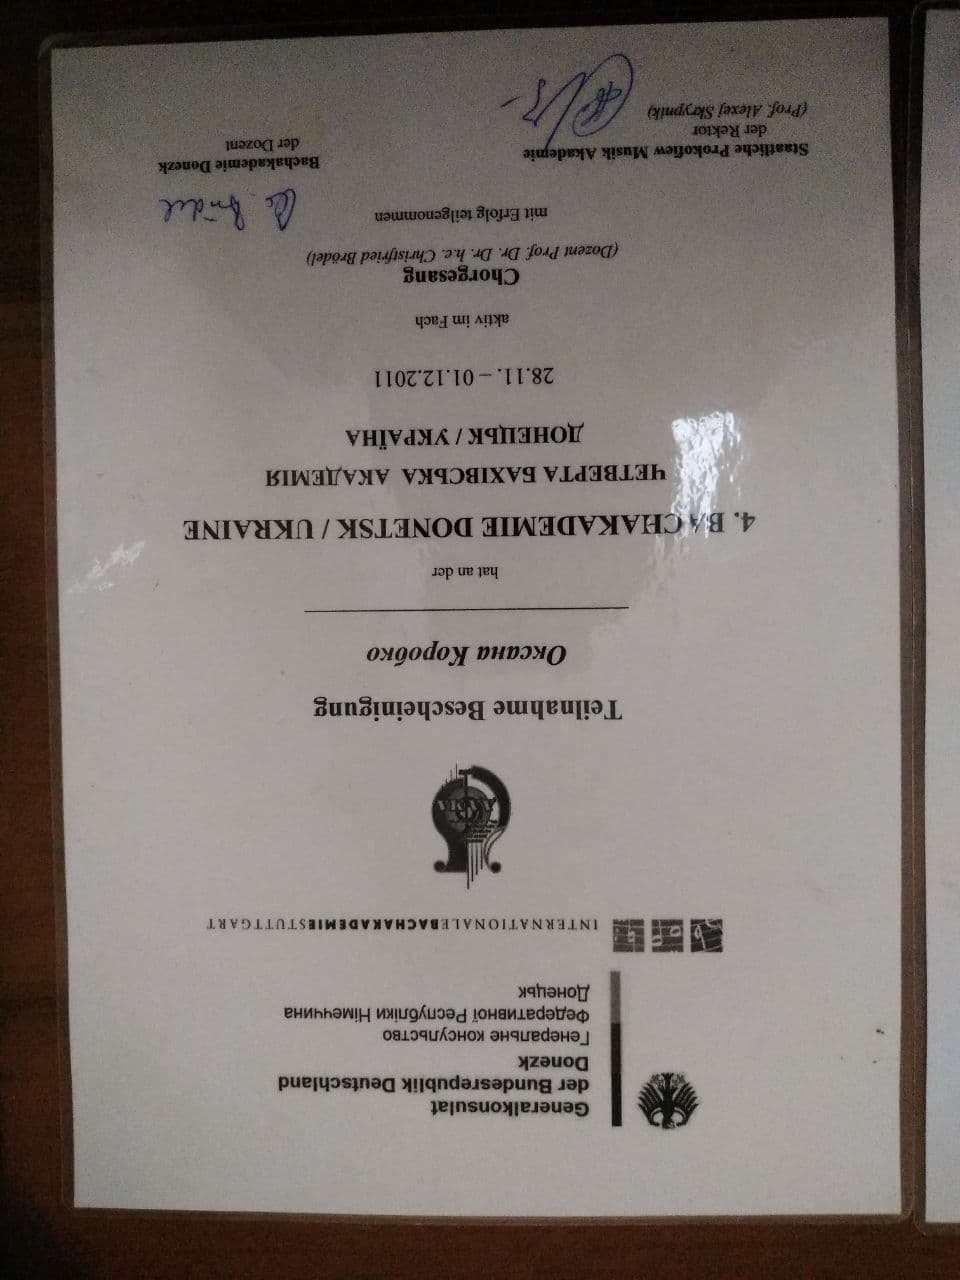 Generalkonsulat
der Bundesrepublik Deutschland
Donezk
Генеральне консульство
Федеративної Республіки Німеччина
Донецьк
INTERNATIONALEBACHAKADEMIESTUTTGART
Teilnahme Bescheinigung
Оксана Коробко
hat an der
4. BACHAKADEMIE DONETSK / UKRAINE
ЧЕТВЕРТА БАХІВСЬКА АКАДЕМІЯ
ДОНЕЦЬК / УКРАЇНА
28.11. – 01.12.2011
aktiv im Fach
Chorgesang
(Dozent Prof. Dr. Dr. h.c. Christfried Brödel)
mit Erfolg teilgenommen
Staatliche Prokofiew Musik Akademie
der Rektor
(Prof. Alexej Skrypnik)
Bachakademie Donezk
der Dozent